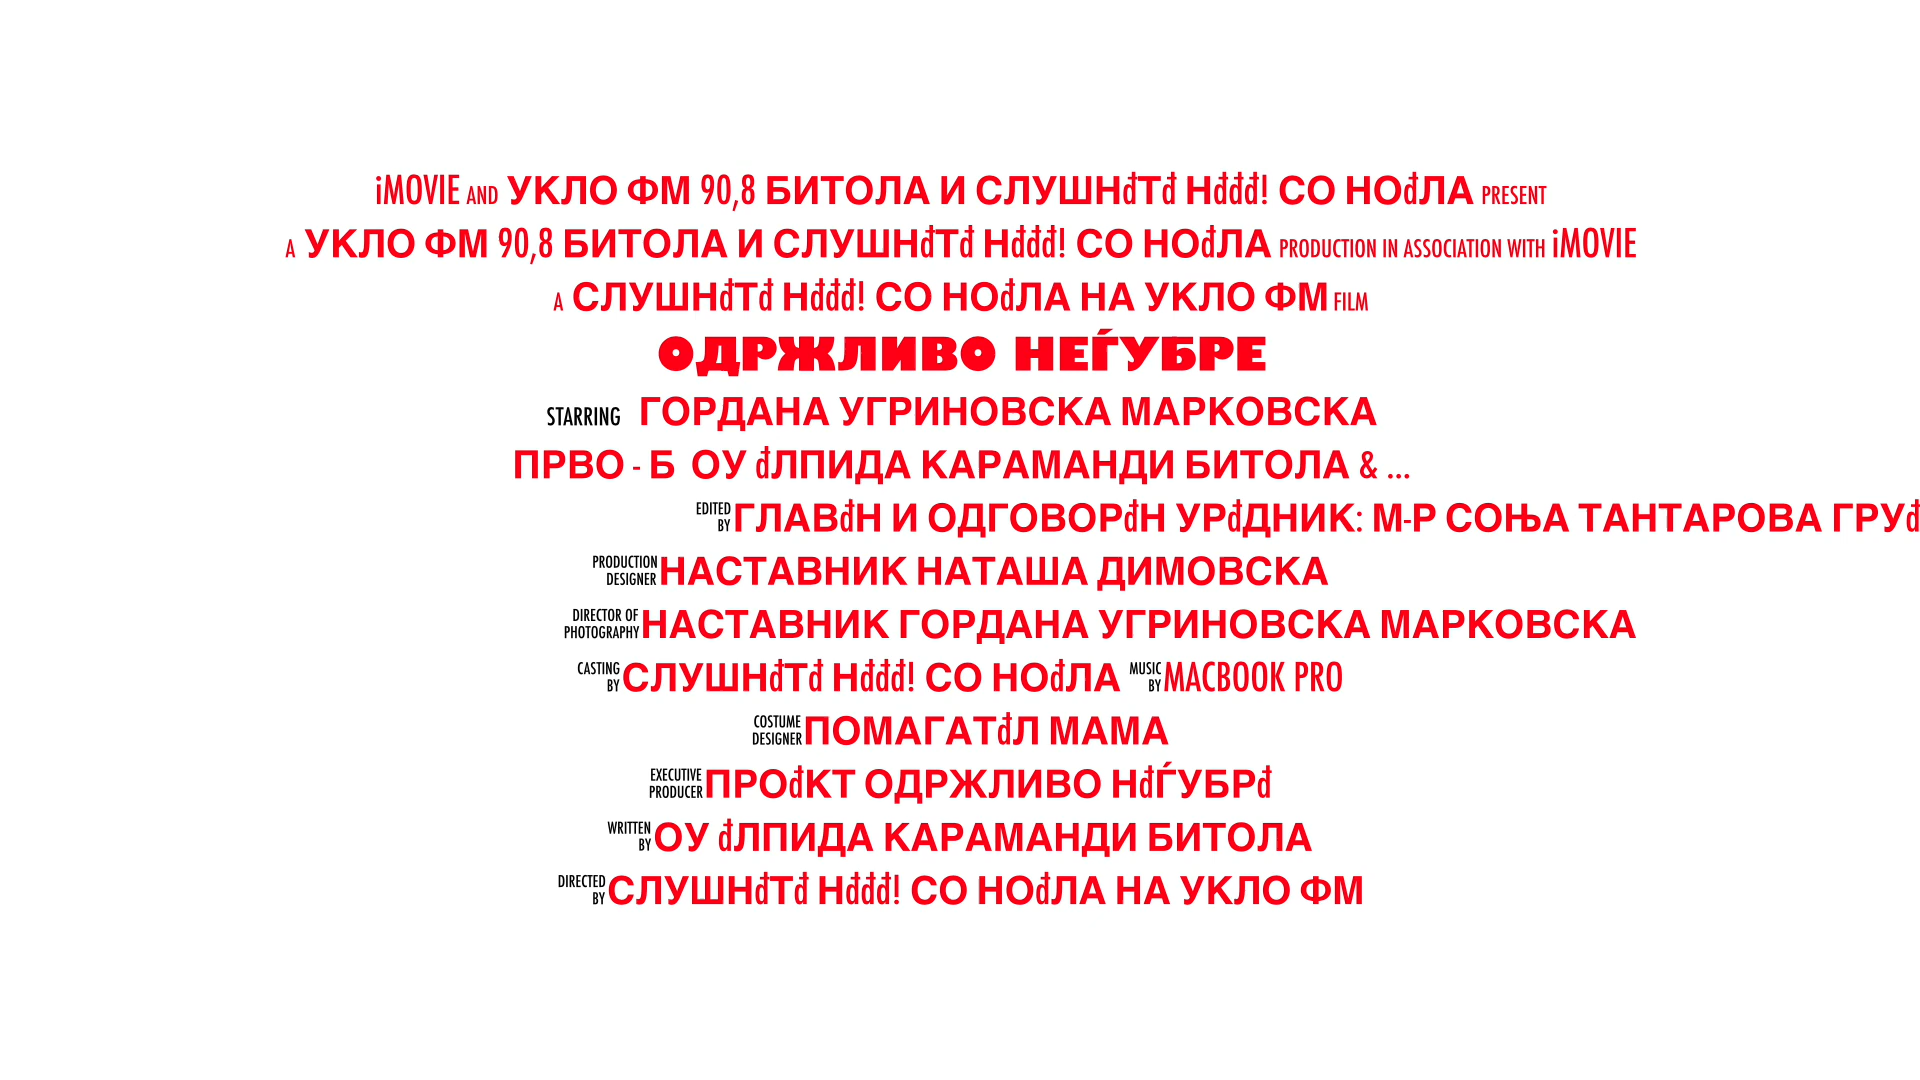 iMOVIE AND УКЛО ФМ 90,8 БИТОЛА И СЛУШНđТđ Нđđđ! СО НОđЛА PRESENT
A УКЛО ФМ 90,8 БИТОЛА И СЛУШНđТđ Нđđđ! СО НОđЛА PRODUCTION IN ASSOCIATION WITH iMOVIE
A СЛУШНđТđ Нđđđ! СО НОđЛА НА УКЛО ФМ FILM
ОДРЖЛИВО НЕЃУБРЕ
STARRING ГОРДАНА УГРИНОВСКА МАРКОВСКА
ПРВО - Б ОУ đЛПИДА КАРАМАНДИ БИТОЛА & ...
EDITED BY ГЛАВđН И ОДГОВОРđН УРđДНИК: М-Р СОЊА ТАНТАРОВА ГРУđ
PRODUCTION DESIGNER НАСТАВНИК НАТАША ДИМОВСКА
DIRECTOR OF PHOTOGRAPHY НАСТАВНИК ГОРДАНА УГРИНОВСКА МАРКОВСКА
CASTING BY СЛУШНđТđ Нđđđ! СО НОđЛА MUSIC BY MACBOOK PRO
COSTUME DESIGNER ПОМАГАТđЛ МАМА
EXECUTIVE PRODUCER ПРОđКТ ОДРЖЛИВО НđЃУБРđ
WRITTEN BY ОУ đЛПИДА КАРАМАНДИ БИТОЛА
DIRECTED BY СЛУШНđТđ Нđđđ! СО НОđЛА НА УКЛО ФМ